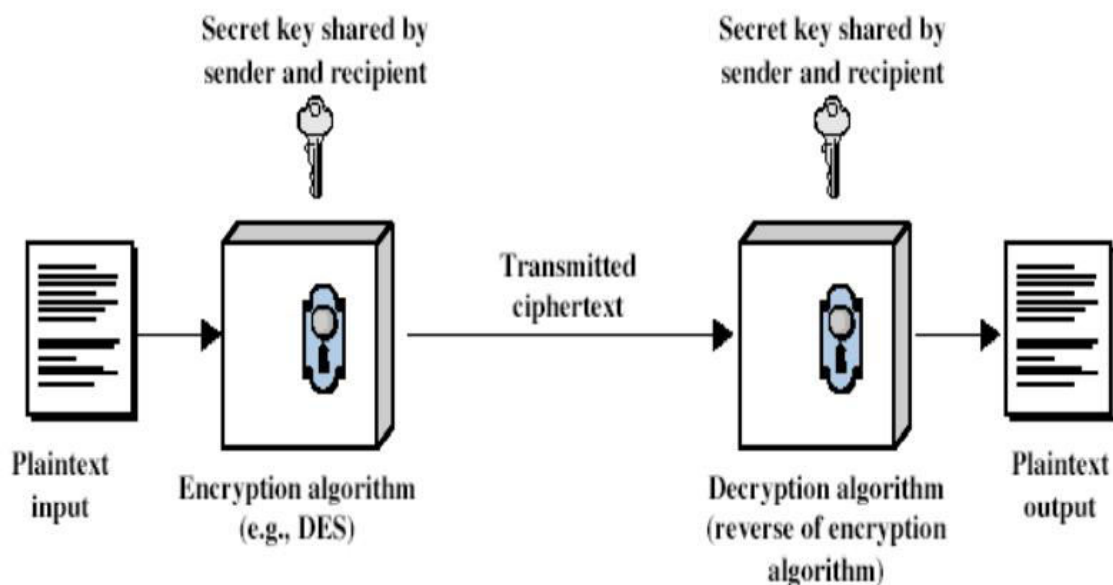 Secret key shared by
sender and recipient
Secret key shared by
sender and recipient
Transmitted
ciphertext
Plaintext
input
Encryption algorithm
(e.g., DES)
Decryption algorithm
(reverse of encryption
algorithm)
Plaintext
output